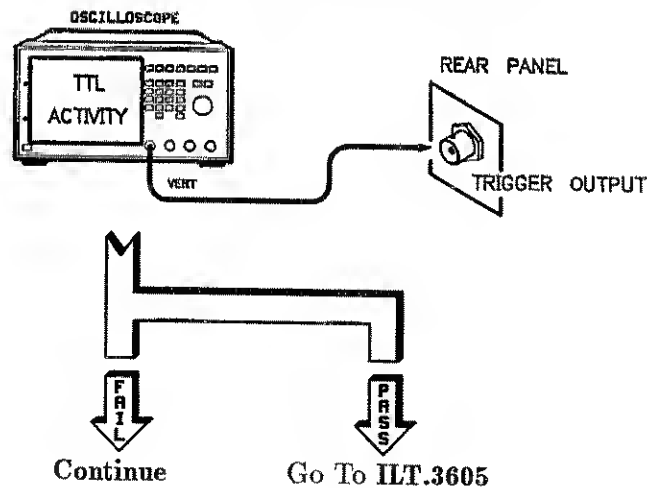 OSCILLOSCOPE
TTL
ACTIVITY
REAR PANEL
TRIGGER OUTPUT
VERT
FAIL
PASS
Continue
Go To ILT.3605